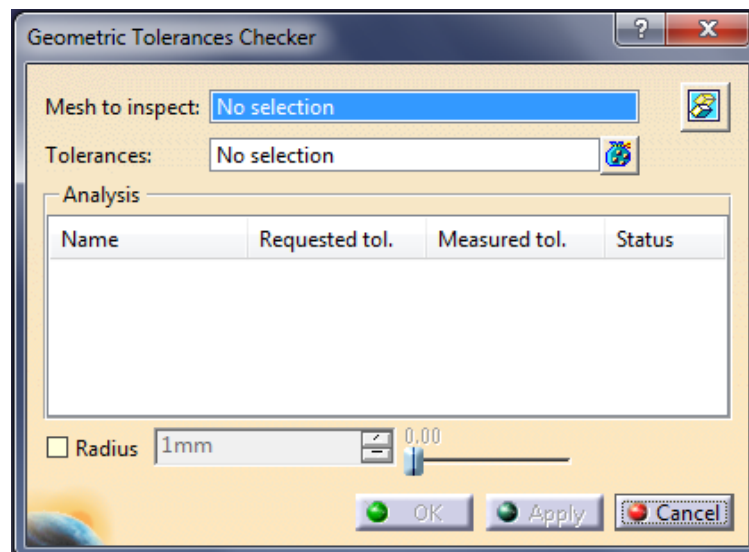 Geometric Tolerances Checker ?
Mesh to inspect: No selection
Tolerances: No selection
Analysis
Name Requested tol. Measured tol. Status
Radius 1mm 0.00
OK Apply Cancel